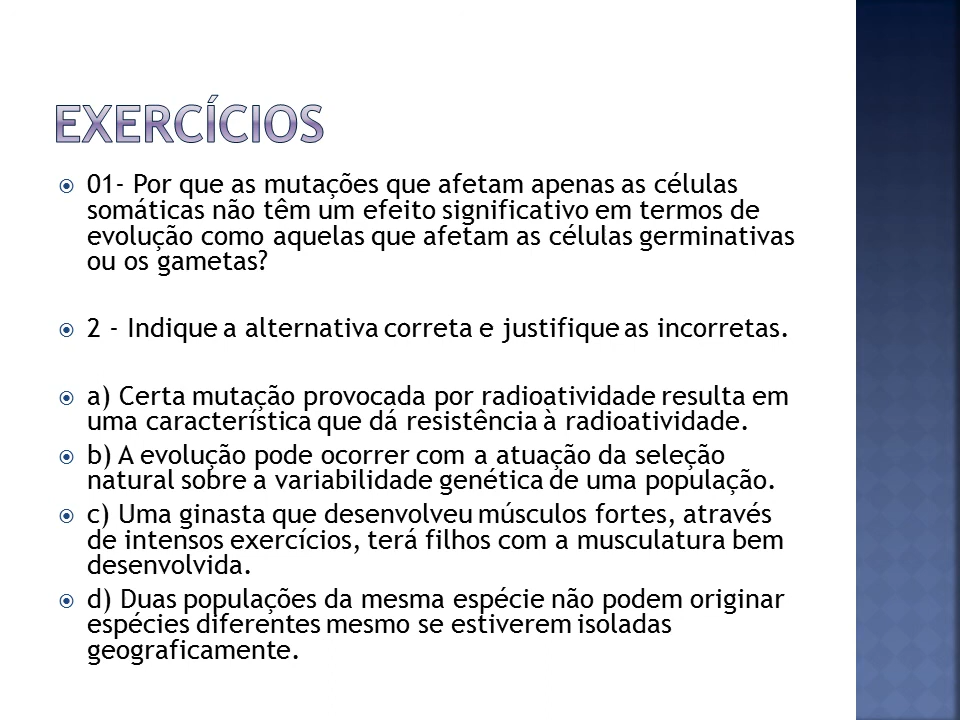 EXERCÍCIOS
01- Por que as mutações que afetam apenas as células
somáticas não têm um efeito significativo em termos de
evolução como aquelas que afetam as células germinativas
ou os gametas?
2 - Indique a alternativa correta e justifique as incorretas.
a) Certa mutação provocada por radioatividade resulta em
uma característica que dá resistência à radioatividade.
b) A evolução pode ocorrer com a atuação da seleção
natural sobre a variabilidade genética de uma população.
c) Uma ginasta que desenvolveu músculos fortes, através
de intensos exercícios, terá filhos com a musculatura bem
desenvolvida.
d) Duas populações da mesma espécie não podem originar
espécies diferentes mesmo se estiverem isoladas
geograficamente.